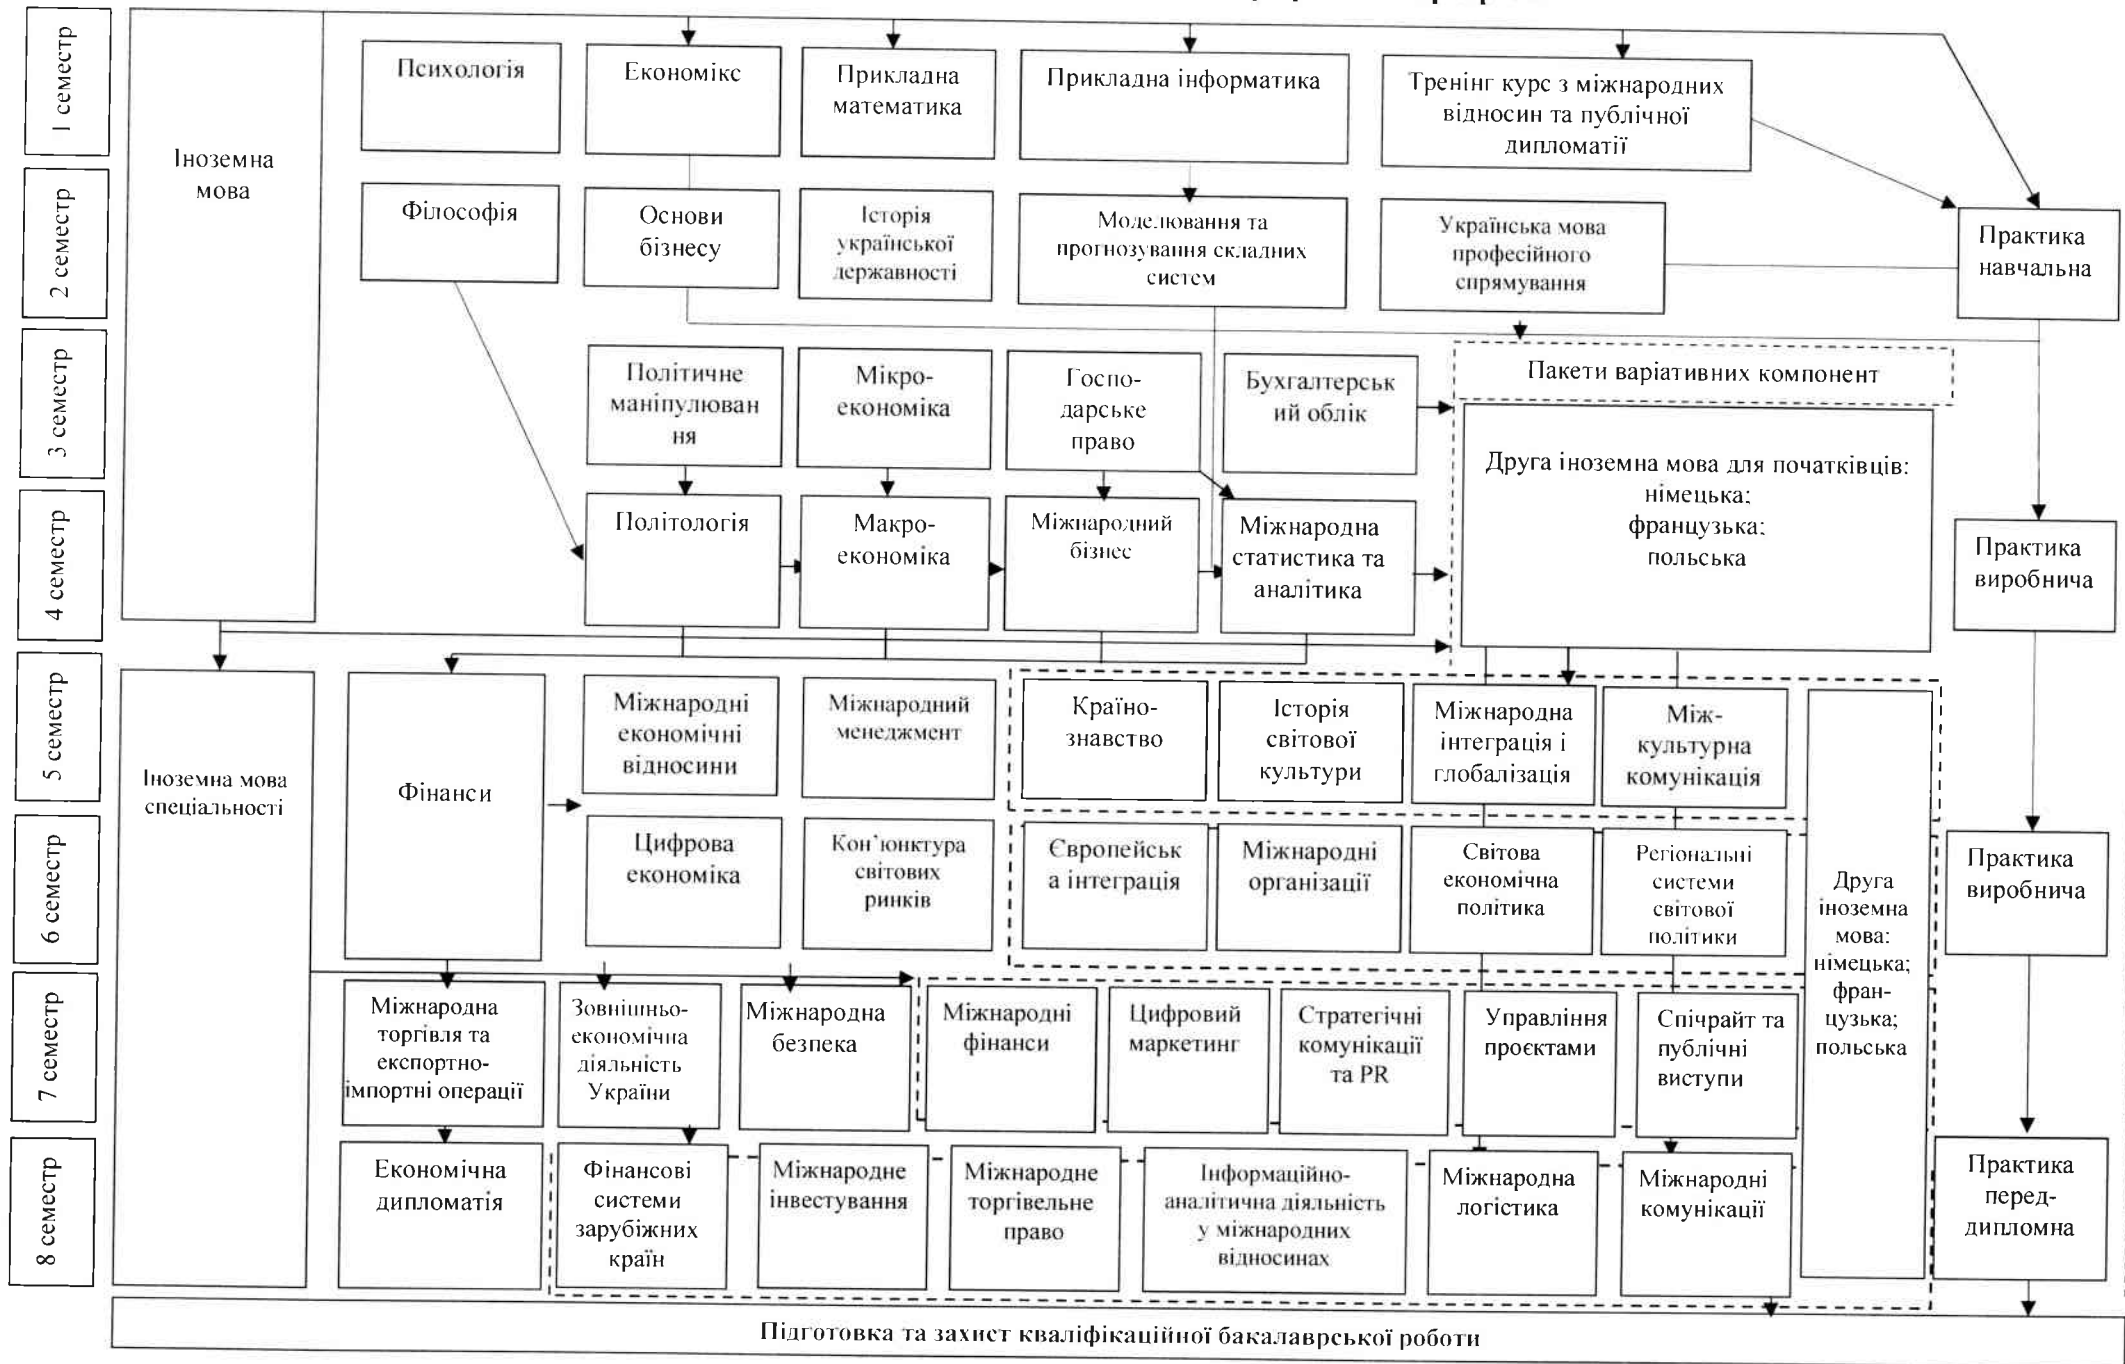 1 семестр
Іноземна
мова
Психологія
Економікс
Прикладна
математика
Прикладна інформатика
Тренінг курс з міжнародних
відносин та публічної
дипломатії
2 семестр
Філософія
Основи
бізнесу
Історія
української
державності
Моделювання та
прогнозування складних
систем
Українська мова
професійного
спрямування
Практика
навчальна
3 семестр
Політичне
маніпулюван
ня
Мікро-
економіка
Госпо-
дарське
право
Бухгалтерськ
ий облік
Пакети варіативних компонент
Друга іноземна мова для початківців:
німецька;
французька;
польська
4 семестр
Політологія
Макро-
економіка
Міжнародний
бізнес
Міжнародна
статистика та
аналітика
Практика
виробнича
5 семестр
Іноземна мова
спеціальності
Фінанси
Міжнародні
економічні
відносини
Міжнародний
менеджмент
Країно-
знавство
Історія
світової
культури
Міжнародна
інтеграція і
глобалізація
Між-
культурна
комунікація
6 семестр
Цифрова
економіка
Кон'юнктура
світових
ринків
Європейськ
а інтеграція
Міжнародні
організації
Світова
економічна
політика
Регіональні
системи
світової
політики
Друга
іноземна
мова:
німецька;
фран-
цузька;
польська
Практика
виробнича
7 семестр
Міжнародна
торгівля та
експортно-
імпортні операції
Зовнішньо-
економічна
діяльність
України
Міжнародна
безпека
Міжнародні
фінанси
Цифровий
маркетинг
Стратегічні
комунікації
та PR
Управління
проєктами
Спічрайт та
публічні
виступи
8 семестр
Економічна
дипломатія
Фінансові
системи
зарубіжних
країн
Міжнародне
інвестування
Міжнародне
торгівельне
право
Інформаційно-
аналітична діяльність
у міжнародних
відносинах
Міжнародна
логістика
Міжнародні
комунікації
Практика
перед-
дипломна
Підготовка та захист кваліфікаційної бакалаврської роботи